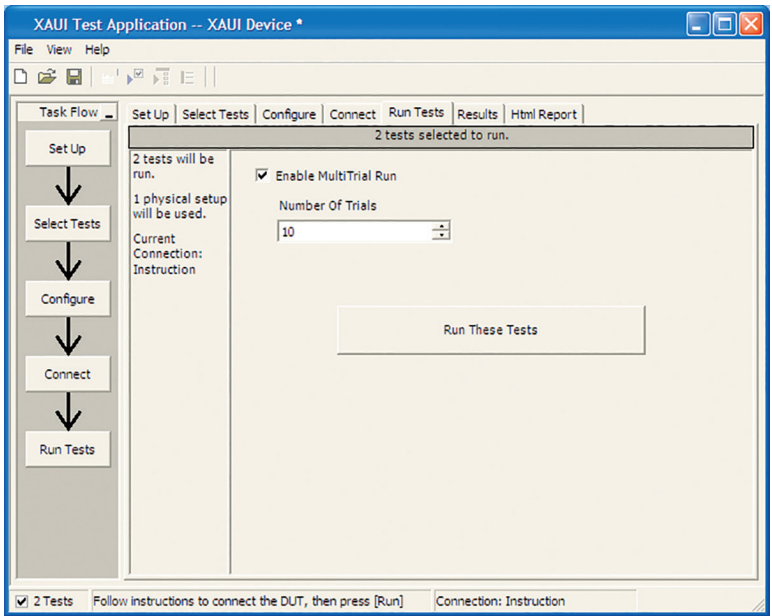 XAUI Test Application -- XAUI Device *
File View Help
Task Flow
Set Up
Select Tests
Configure
Connect
Run Tests
Set Up Select Tests Configure Connect Run Tests Results Html Report
2 tests selected to run.
2 tests will be
run.
1 physical setup
will be used.
Current
Connection:
Instruction
Enable MultiTrial Run
Number Of Trials
10
Run These Tests
2 Tests Follow instructions to connect the DUT, then press [Run] Connection: Instruction